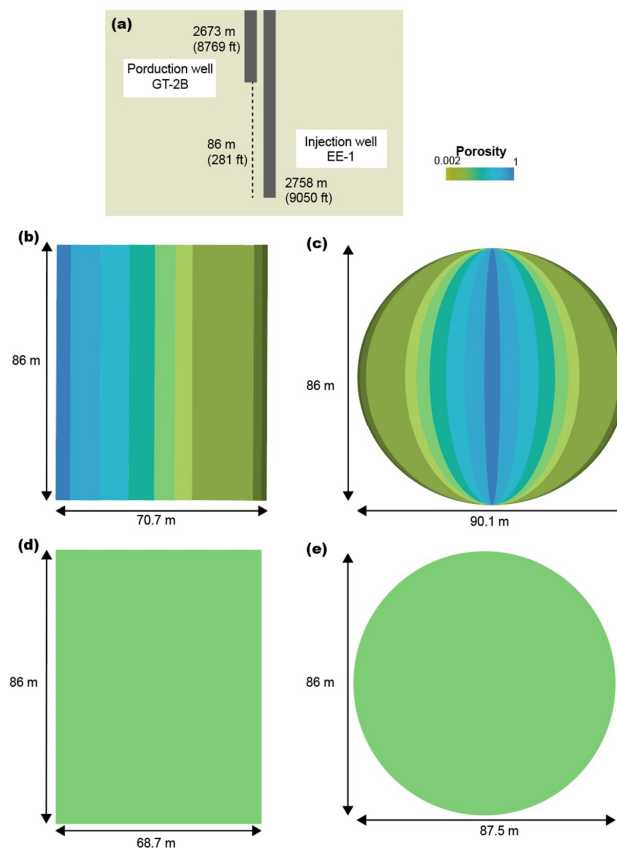 (a)
2673 m
(8769 ft)
Porduction well
GT-2B
86 m
(281 ft)
Injection well
EE-1
2758 m
(9050 ft)
Porosity
0.002 1
(b)
86 m
70.7 m
(c)
86 m
90.1 m
(d)
86 m
68.7 m
(e)
86 m
87.5 m